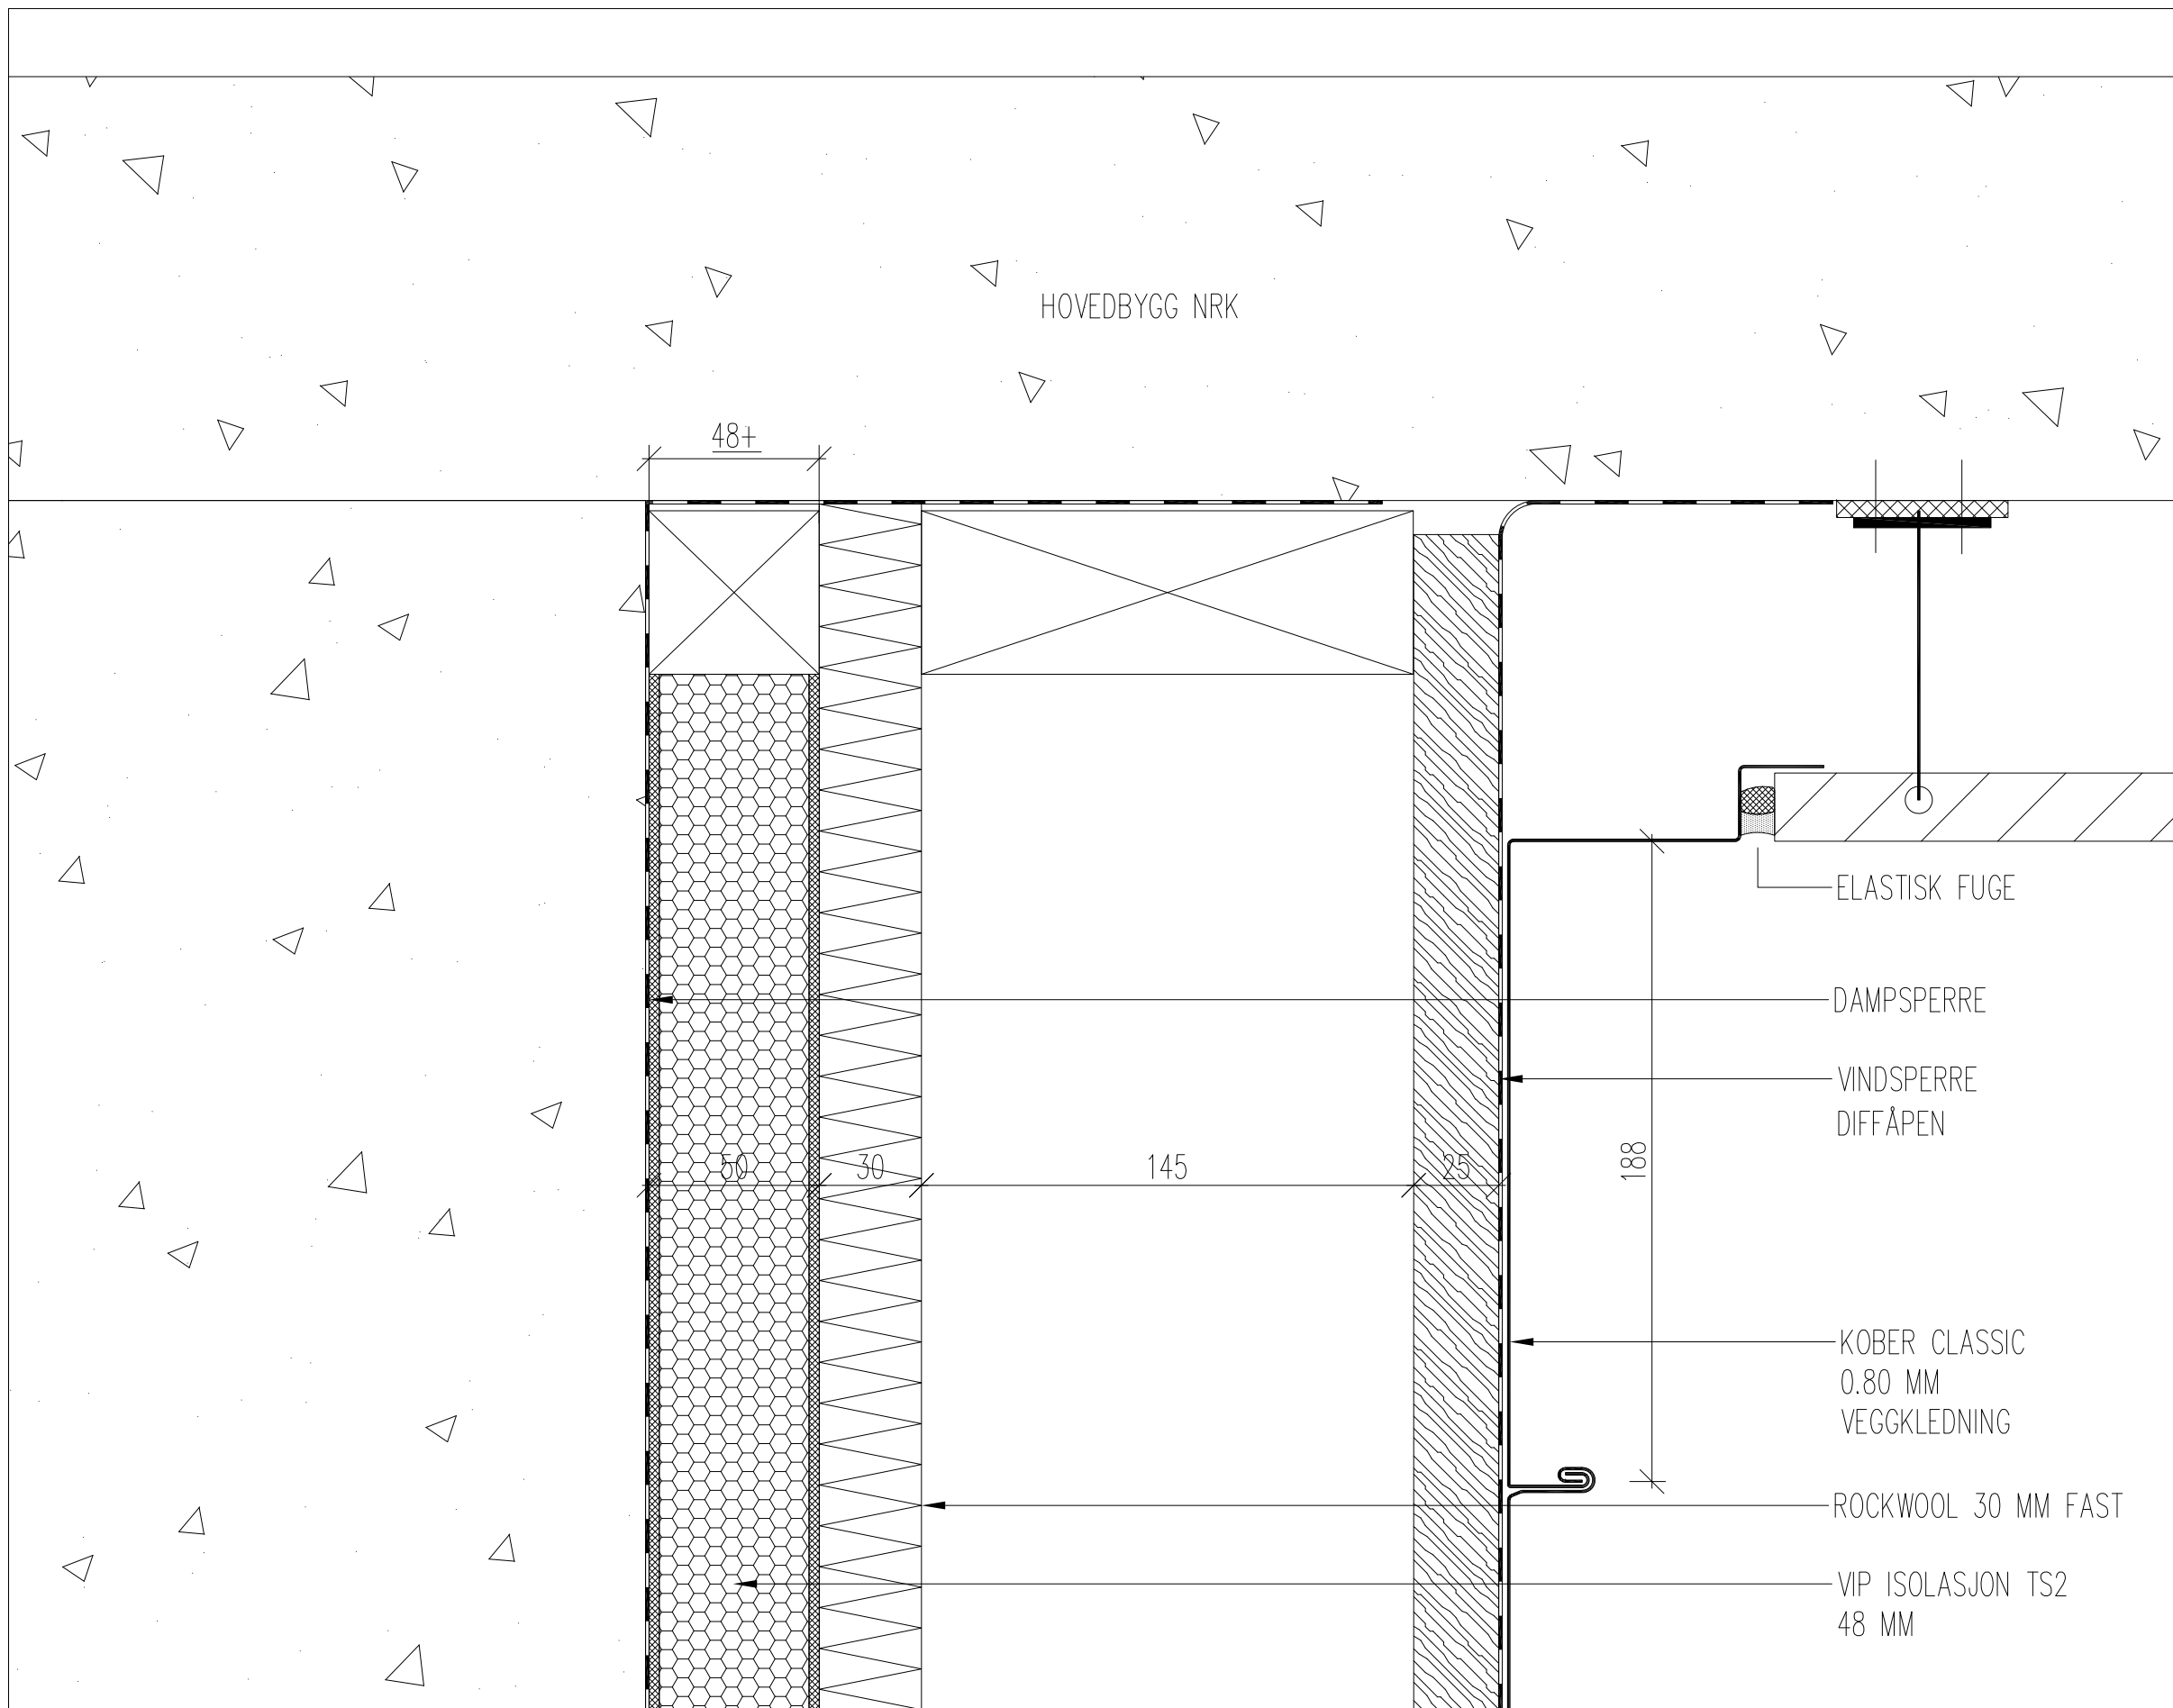 HOVEDBYGG NRK
48+
ELASTISK FUGE
DAMPSPERRE
VINDSPERRE
DIFFÅPEN
50
30
145
25
188
KOBER CLASSIC
0.80 MM
VEGGKLEDNING
ROCKWOOL 30 MM FAST
VIP ISOLASJON TS2
48 MM